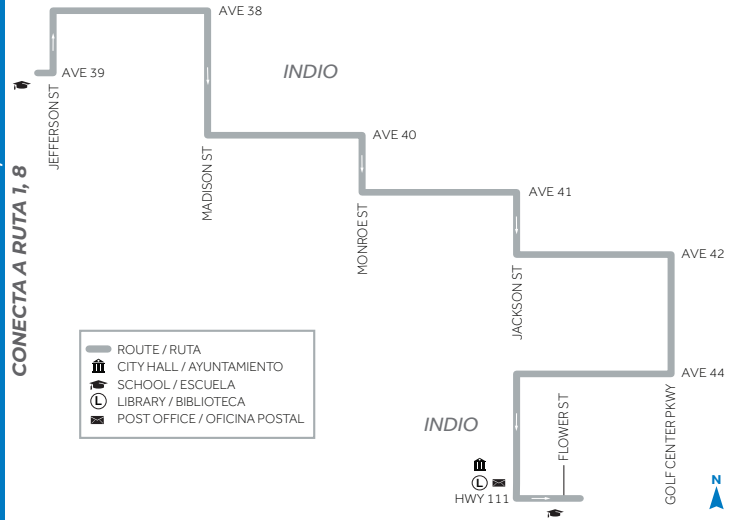 AVE 38
INDIO
AVE 39
JEFFERSON ST
AVE 40
MADISON ST
CONECTA A RUTA 1, 8
AVE 41
MONROE ST
AVE 42
JACKSON ST
ROUTE / RUTA
CITY HALL / AYUNTAMIENTO
SCHOOL / ESCUELA
L LIBRARY / BIBLIOTECA
POST OFFICE / OFICINA POSTAL
AVE 44
GOLF CENTER PKWY
INDIO
FLOWER ST
L
HWY 111
N